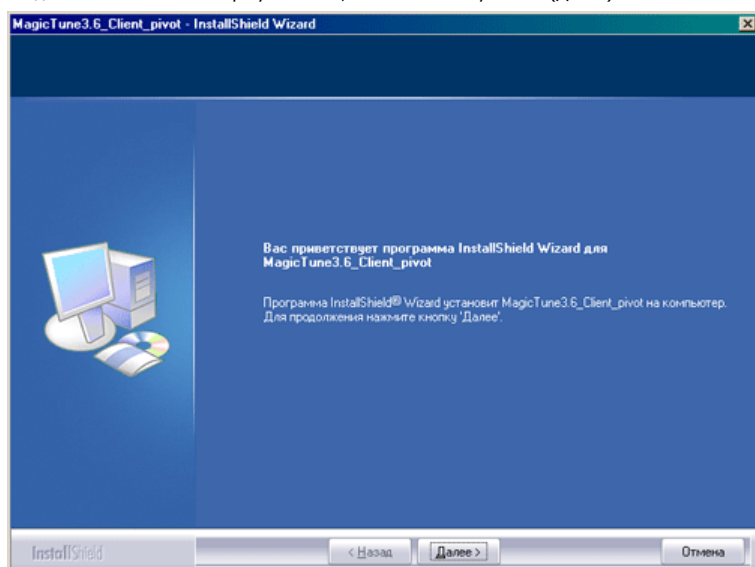 MagicTune3.6_Client_pivot - InstallShield Wizard
Вас приветствует программа InstallShield Wizard для
MagicTune3.6_Client_pivot
Программа InstallShield® Wizard установит MagicTune3.6_Client_pivot на компьютер.
Для продолжения нажмите кнопку 'Далее'.
InstallShield
< Назад Далее > Отмена